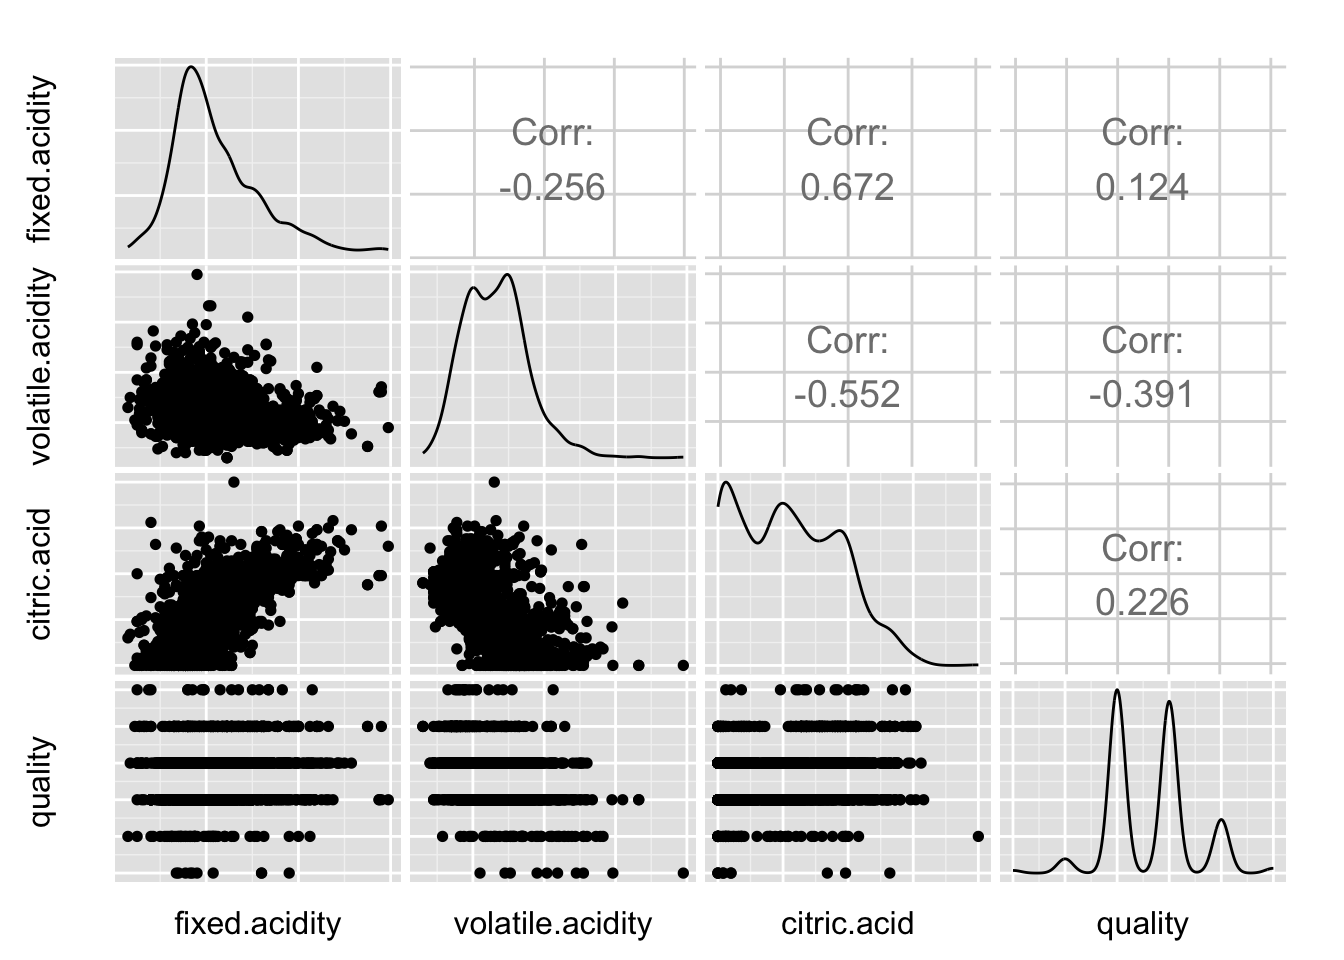 fixed.acidity
Corr:
-0.256
Corr:
0.672
Corr:
0.124
volatile.acidity
Corr:
-0.552
Corr:
-0.391
citric.acid
Corr:
0.226
quality
fixed.acidity
volatile.acidity
citric.acid
quality